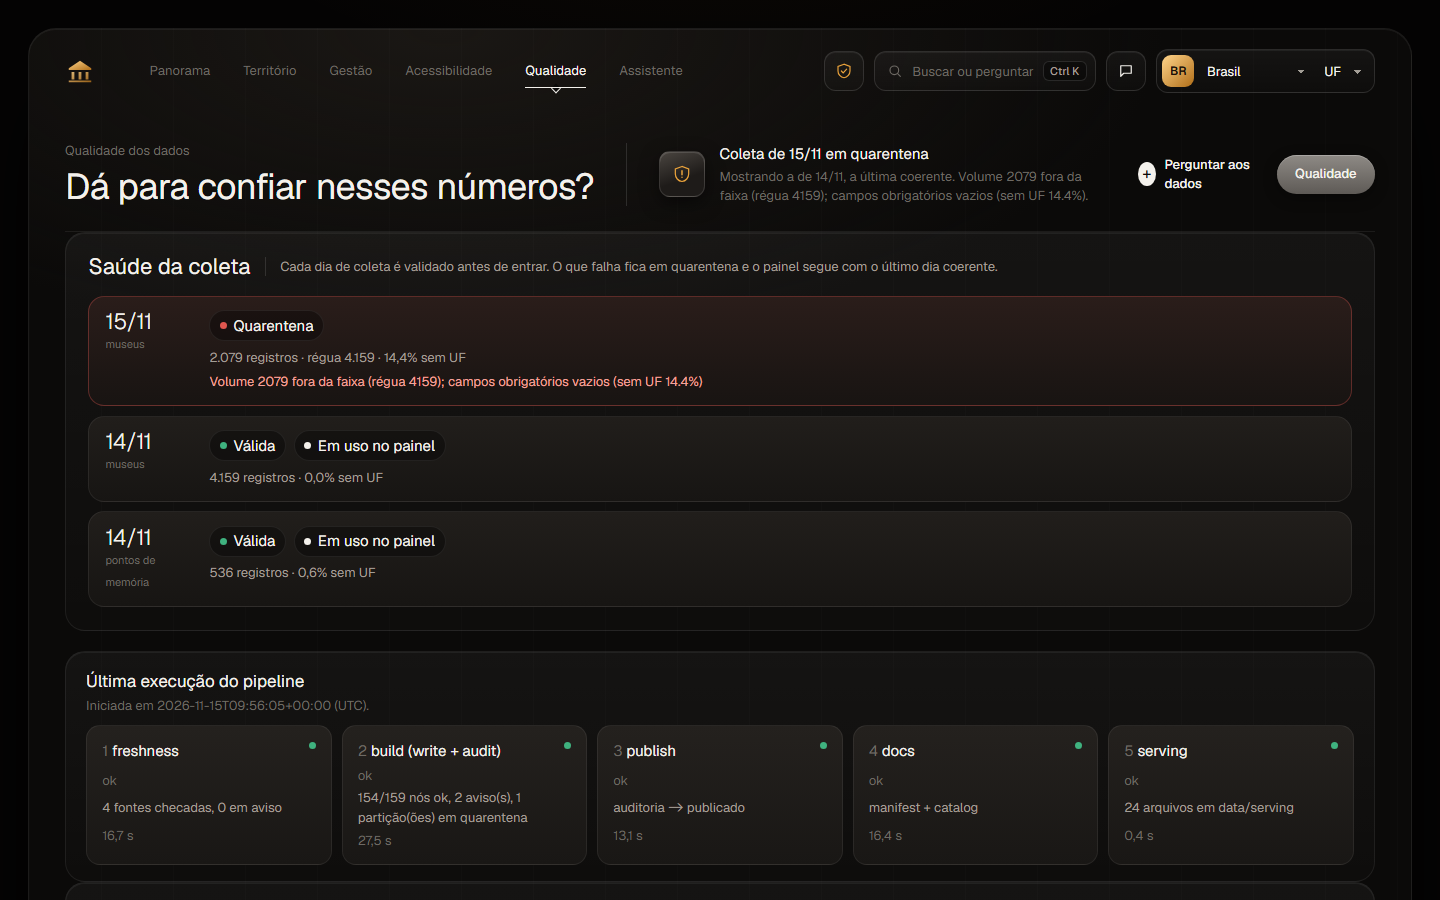 Panorama
Território
Gestão
Acessibilidade
Qualidade
Assistente
Buscar ou perguntar
Ctrl K
BR
Brasil
UF
Qualidade dos dados
Dá para confiar nesses números?
Coleta de 15/11 em quarentena
Mostrando a de 14/11, a última coerente. Volume 2079 fora da
faixa (régua 4159); campos obrigatórios vazios (sem UF 14.4%).
+ Perguntar aos
dados
Qualidade
Saúde da coleta
Cada dia de coleta é validado antes de entrar. O que falha fica em quarentena e o painel segue com o último dia coerente.
15/11
museus
Quarentena
2.079 registros · régua 4.159 · 14,4% sem UF
Volume 2079 fora da faixa (régua 4159); campos obrigatórios vazios (sem UF 14.4%)
14/11
museus
Válida
Em uso no painel
4.159 registros · 0,0% sem UF
14/11
pontos de
memória
Válida
Em uso no painel
536 registros · 0,6% sem UF
Última execução do pipeline
Iniciada em 2026-11-15T09:56:05+00:00 (UTC).
1 freshness
ok
4 fontes checadas, 0 em aviso
16,7 s
2 build (write + audit)
ok
154/159 nós ok, 2 aviso(s), 1
partição(ões) em quarentena
27,5 s
3 publish
ok
auditoria → publicado
13,1 s
4 docs
ok
manifest + catalog
16,4 s
5 serving
ok
24 arquivos em data/serving
0,4 s